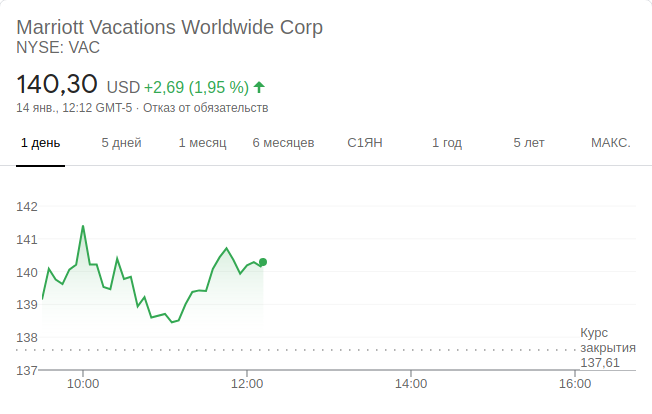 Marriott Vacations Worldwide Corp
NYSE: VAC
140,30 USD +2,69 (1,95 %)
14 янв., 12:12 GMT-5 · Отказ от обязательств
1 день 5 дней 1 месяц 6 месяцев С1ЯН 1 год 5 лет МАКС.
142
141
140
139
138
Курс
закрытия
137,61
137
10:00 12:00 14:00 16:00